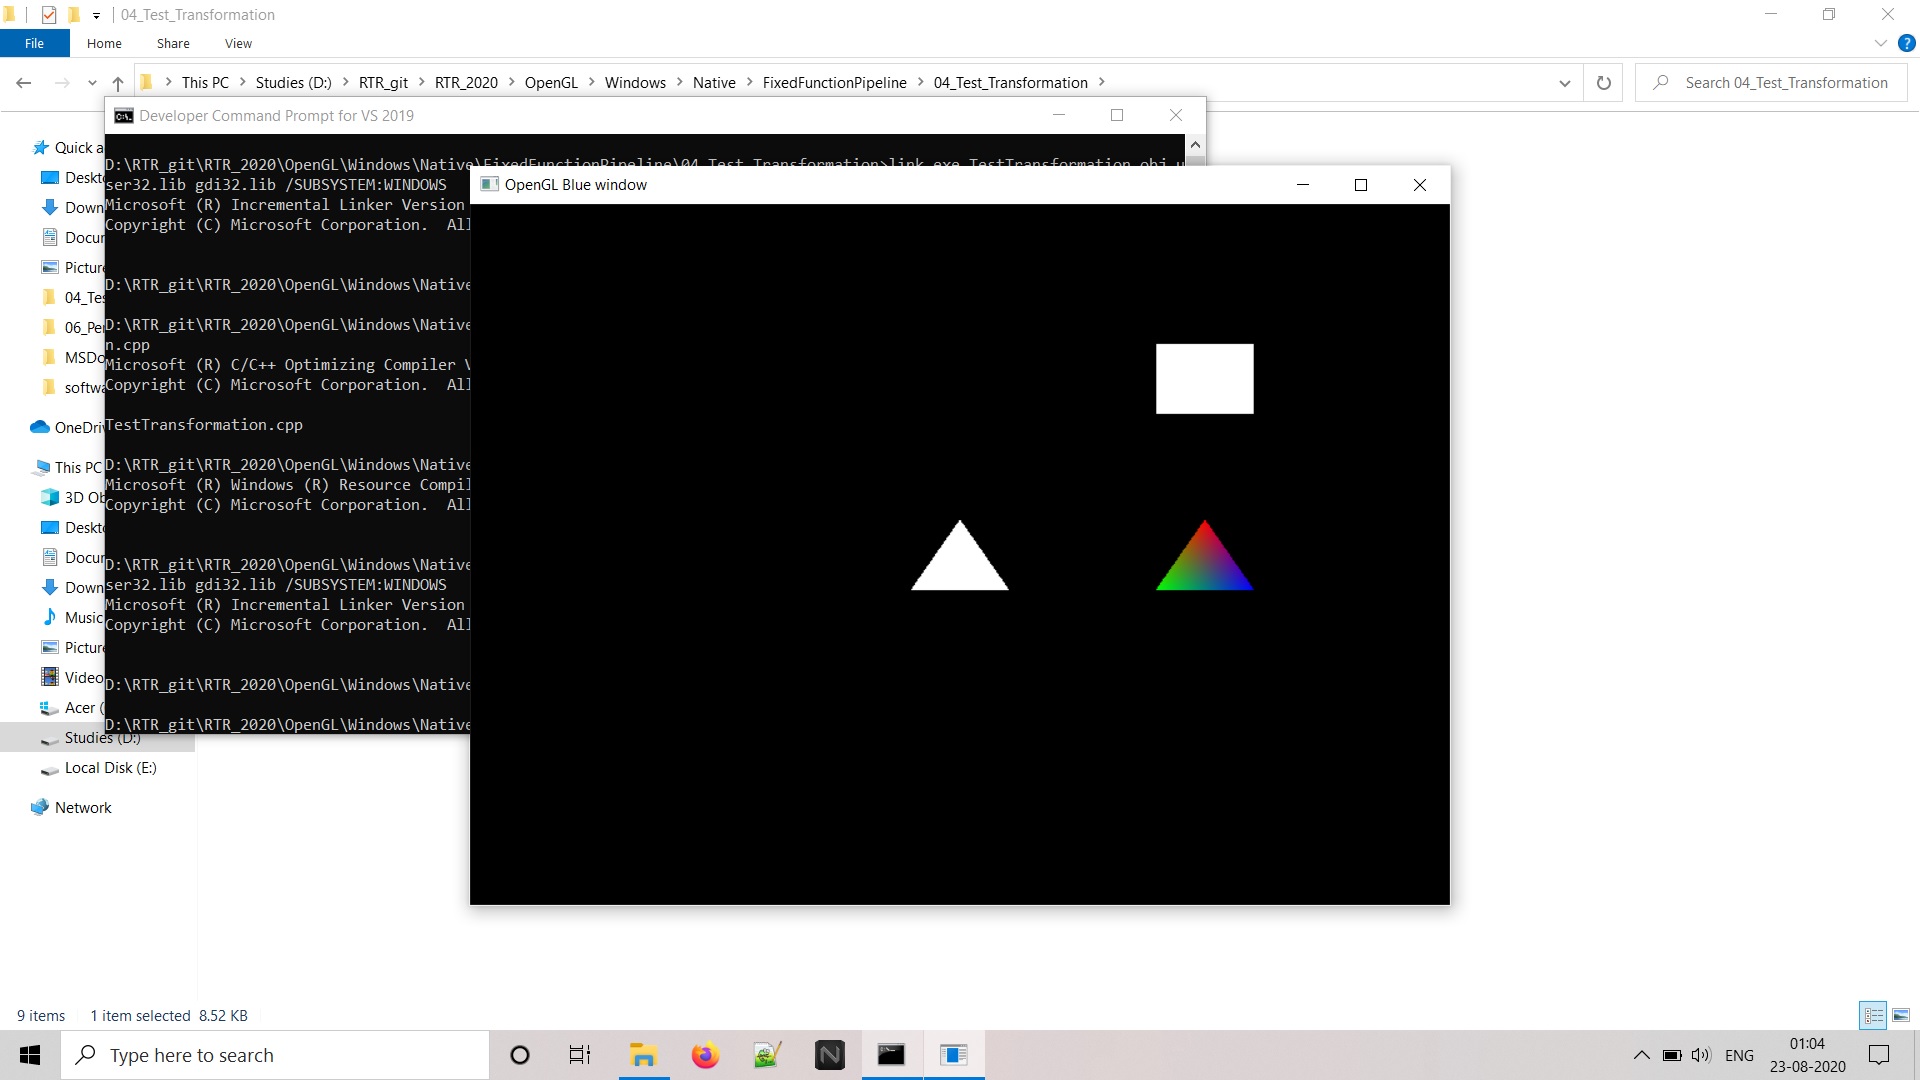 04_Test_Transformation
File Home Share View
This PC Studies (D:) RTR_git RTR_2020 OpenGL Windows Native FixedFunctionPipeline 04_Test_Transformation
Search 04_Test_Transformation
Developer Command Prompt for VS 2019
D:\RTR_git\RTR_2020\OpenGL\Windows\Native\FixedFunctionPipeline\04_Test_Transformation>link.exe TestTransformation.obj u
ser32.lib gdi32.lib /SUBSYSTEM:WINDOWS
Microsoft (R) Incremental Linker Version
Copyright (C) Microsoft Corporation. All
D:\RTR_git\RTR_2020\OpenGL\Windows\Native
D:\RTR_git\RTR_2020\OpenGL\Windows\Native
n.cpp
Microsoft (R) C/C++ Optimizing Compiler V
Copyright (C) Microsoft Corporation. All
TestTransformation.cpp
D:\RTR_git\RTR_2020\OpenGL\Windows\Native
Microsoft (R) Windows (R) Resource Compil
Copyright (C) Microsoft Corporation. All
D:\RTR_git\RTR_2020\OpenGL\Windows\Native
ser32.lib gdi32.lib /SUBSYSTEM:WINDOWS
Microsoft (R) Incremental Linker Version
Copyright (C) Microsoft Corporation. All
D:\RTR_git\RTR_2020\OpenGL\Windows\Native
D:\RTR_git\RTR_2020\OpenGL\Windows\Native
OpenGL Blue window
Quick a
Deskt
Down
Docu
Picture
04_Tes
06_Per
MSDo
softwa
OneDri
This PC
3D Ob
Deskt
Docu
Down
Music
Picture
Video
Acer (
Studies (D:)
Local Disk (E:)
Network
9 items 1 item selected 8.52 KB
Type here to search
N
ENG
01:04
23-08-2020